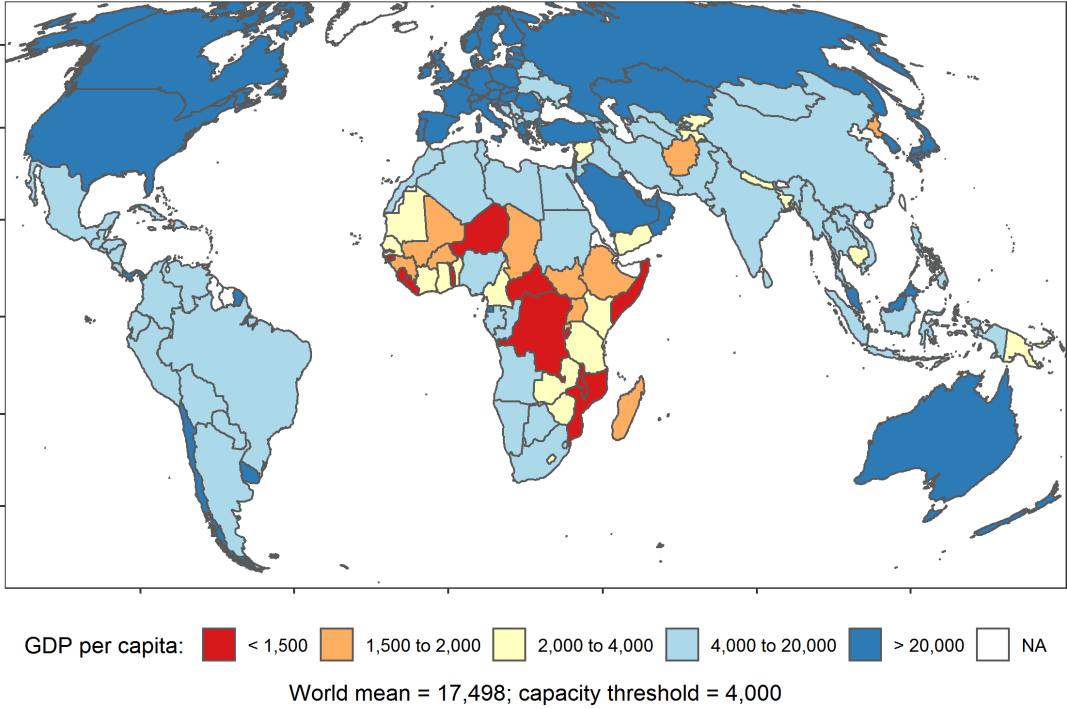 GDP per capita: < 1,500 1,500 to 2,000 2,000 to 4,000 4,000 to 20,000 > 20,000 NA
World mean = 17,498; capacity threshold = 4,000